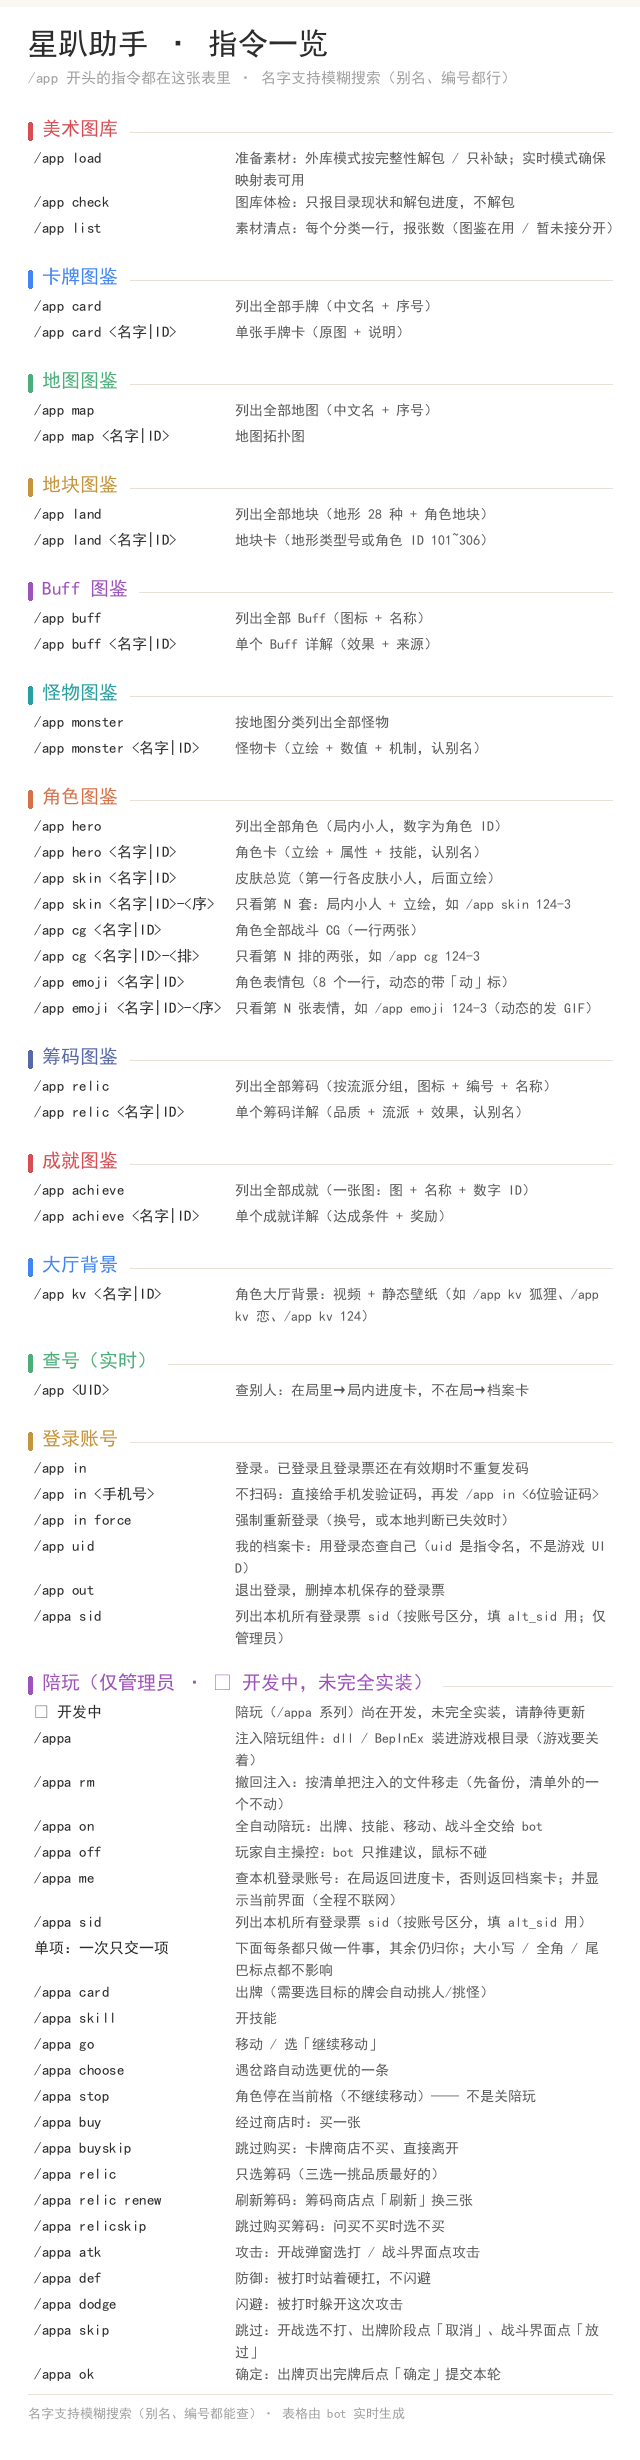 星趴助手 · 指令一览
/app 开头的指令都在这张表里 · 名字支持模糊搜索（别名、编号都行）
美术图库
/app load 准备素材：外库模式按完整性解包 / 只补缺；实时模式确保
映射表可用
/app check 图库体检：只报目录现状和解包进度，不解包
/app list 素材清点：每个分类一行，报张数（图鉴在用 / 暂未接分开）
卡牌图鉴
/app card 列出全部手牌（中文名 + 序号）
/app card <名字|ID> 单张手牌卡（原图 + 说明）
地图图鉴
/app map 列出全部地图（中文名 + 序号）
/app map <名字|ID> 地图拓扑图
地块图鉴
/app land 列出全部地块（地形 28 种 + 角色地块）
/app land <名字|ID> 地块卡（地形类型号或角色 ID 101~306）
Buff 图鉴
/app buff 列出全部 Buff（图标 + 名称）
/app buff <名字|ID> 单个 Buff 详解（效果 + 来源）
怪物图鉴
/app monster 按地图分类列出全部怪物
/app monster <名字|ID> 怪物卡（立绘 + 数值 + 机制，认别名）
角色图鉴
/app hero 列出全部角色（局内小人，数字为角色 ID）
/app hero <名字|ID> 角色卡（立绘 + 属性 + 技能，认别名）
/app skin <名字|ID> 皮肤总览（第一行各皮肤小人，后面立绘）
/app skin <名字|ID>-<序> 只看第 N 套：局内小人 + 立绘，如 /app skin 124-3
/app cg <名字|ID> 角色全部战斗 CG（一行两张）
/app cg <名字|ID>-<排> 只看第 N 排的两张，如 /app cg 124-3
/app emoji <名字|ID> 角色表情包（8 个一行，动态的带「动」标）
/app emoji <名字|ID>-<序> 只看第 N 张表情，如 /app emoji 124-3（动态的发 GIF）
筹码图鉴
/app relic 列出全部筹码（按流派分组，图标 + 编号 + 名称）
/app relic <名字|ID> 单个筹码详解（品质 + 流派 + 效果，认别名）
成就图鉴
/app achieve 列出全部成就（一张图：图 + 名称 + 数字 ID）
/app achieve <名字|ID> 单个成就详解（达成条件 + 奖励）
大厅背景
/app kv <名字|ID> 角色大厅背景：视频 + 静态壁纸（如 /app kv 狐狸、/app
kv 恋、/app kv 124）
查号（实时）
/app <UID> 查别人：在局里→局内进度卡，不在局→档案卡
登录账号
/app in 登录。已登录且登录票还在有效期时不重复发码
/app in <手机号> 不扫码：直接给手机发验证码，再发 /app in <6位验证码>
/app in force 强制重新登录（换号，或本地判断已失效时）
/app uid 我的档案卡：用登录态查自己（uid 是指令名，不是游戏 UI
D）
/app out 退出登录，删掉本机保存的登录票
/appa sid 列出本机所有登录票 sid（按账号区分，填 alt_sid 用；仅
管理员）
陪玩（仅管理员 · □ 开发中，未完全实装）
□ 开发中 陪玩（/appa 系列）尚在开发，未完全实装，请静待更新
/appa 注入陪玩组件：dll / BepInEx 装进游戏根目录（游戏要关
着）
/appa rm 撤回注入：按清单把注入的文件移走（先备份，清单外的一
个不动）
/appa on 全自动陪玩：出牌、技能、移动、战斗全交给 bot
/appa off 玩家自主操控：bot 只推建议，鼠标不碰
/appa me 查本机登录账号：在局返回进度卡，否则返回档案卡；并显
示当前界面（全程不联网）
/appa sid 列出本机所有登录票 sid（按账号区分，填 alt_sid 用）
单项：一次只交一项 下面每条都只做一件事，其余仍归你；大小写 / 全角 / 尾
巴标点都不影响
/appa card 出牌（需要选目标的牌会自动挑人/挑怪）
/appa skill 开技能
/appa go 移动 / 选「继续移动」
/appa choose 遇岔路自动选更优的一条
/appa stop 角色停在当前格（不继续移动）—— 不是关陪玩
/appa buy 经过商店时：买一张
/appa buyskip 跳过购买：卡牌商店不买、直接离开
/appa relic 只选筹码（三选一挑品质最好的）
/appa relic renew 刷新筹码：筹码商店点「刷新」换三张
/appa relicskip 跳过购买筹码：问买不买时选不买
/appa atk 攻击：开战弹窗选打 / 战斗界面点攻击
/appa def 防御：被打时站着硬扛，不闪避
/appa dodge 闪避：被打时躲开这次攻击
/appa skip 跳过：开战选不打、出牌阶段点「取消」、战斗界面点「放
过」
/appa ok 确定：出牌页出完牌后点「确定」提交本轮
名字支持模糊搜索（别名、编号都能查）· 表格由 bot 实时生成